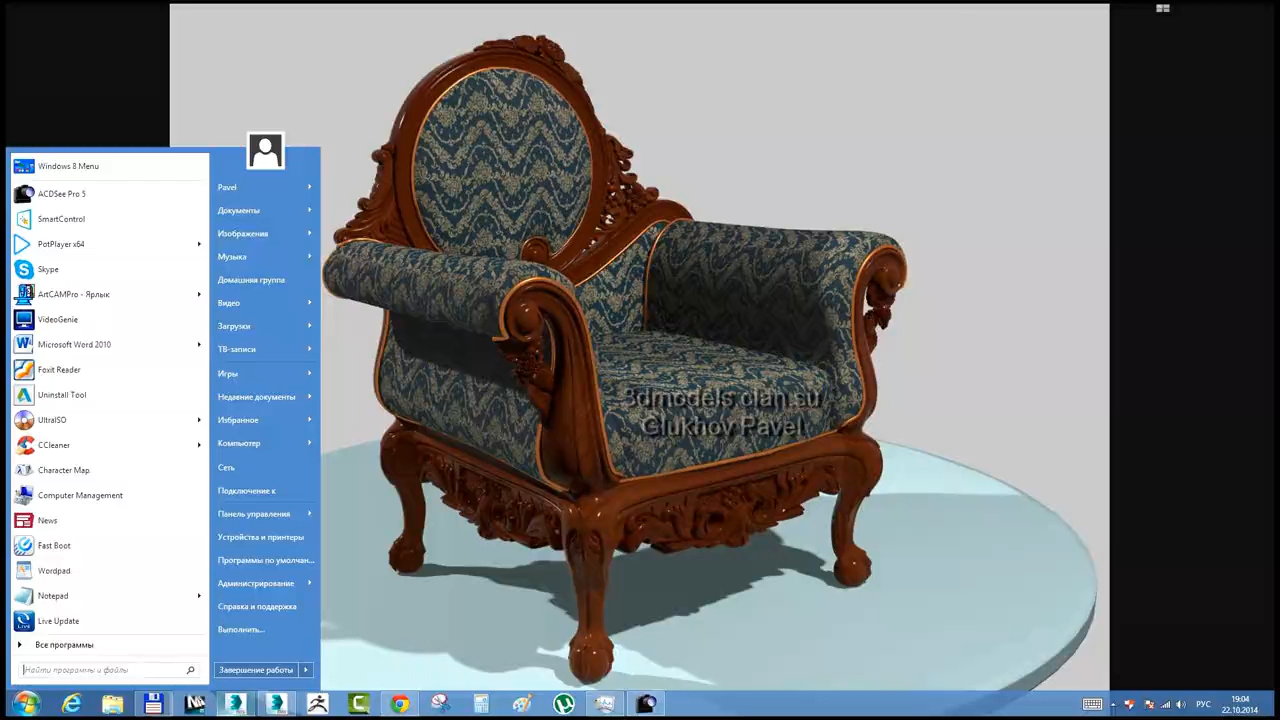 Windows 8 Menu
ACDSee Pro 5
SmartControl
PotPlayer x64
Skype
ArtCAMPro - Ярлык
VideoGenie
Microsoft Word 2010
Foxit Reader
Uninstall Tool
UltraISO
CCleaner
Character Map
Computer Management
News
Fast Boot
Wordpad
Notepad
Live Update
Все программы
Найти программы и файлы
Pavel
Документы
Изображения
Музыка
Домашняя группа
Видео
Загрузки
ТВ-записи
Игры
Недавние документы
Избранное
Компьютер
Сеть
Подключение к
Панель управления
Устройства и принтеры
Программы по умолчан...
Администрирование
Справка и поддержка
Выполнить...
Завершение работы
3dmodels.clan.su
Glukhov Pavel
РУС
19:04
22.10.2014